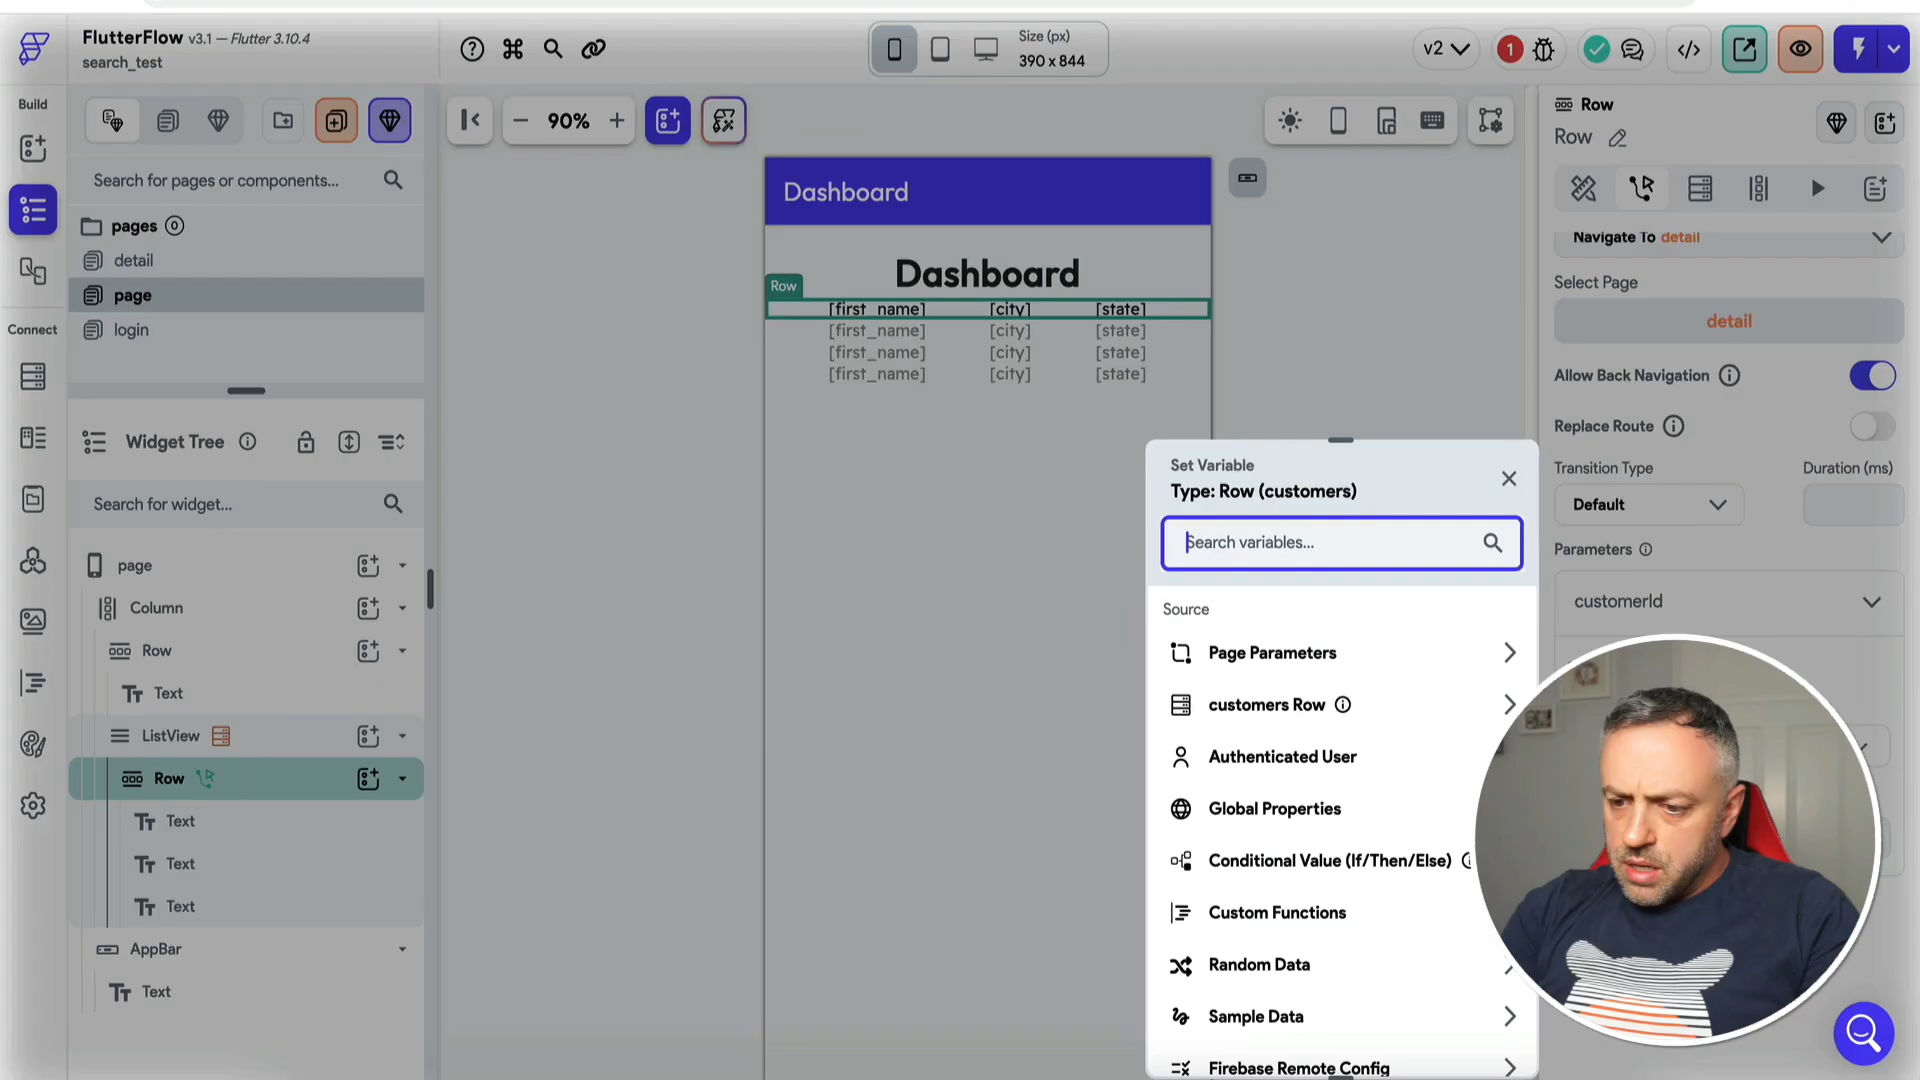 FlutterFlow v3.1 — Flutter 3.10.4
search_test
Size (px)
390 x 844
v2
1
Build
90%
Row
Row
Search for pages or components...
Dashboard
pages 0
detail
page
login
Navigate To detail
Select Page
detail
Dashboard
Row
[first_name] [city] [state]
[first_name] [city] [state]
[first_name] [city] [state]
[first_name] [city] [state]
Connect
Allow Back Navigation
Replace Route
Transition Type
Duration (ms)
Default
Parameters
customerId
Widget Tree
Search for widget...
page
Column
Row
Text
ListView
Row
Text
Text
Text
AppBar
Text
Set Variable
Type: Row (customers)
Search variables...
Source
Page Parameters
customers Row
Authenticated User
Global Properties
Conditional Value (If/Then/Else)
Custom Functions
Random Data
Sample Data
Firebase Remote Config